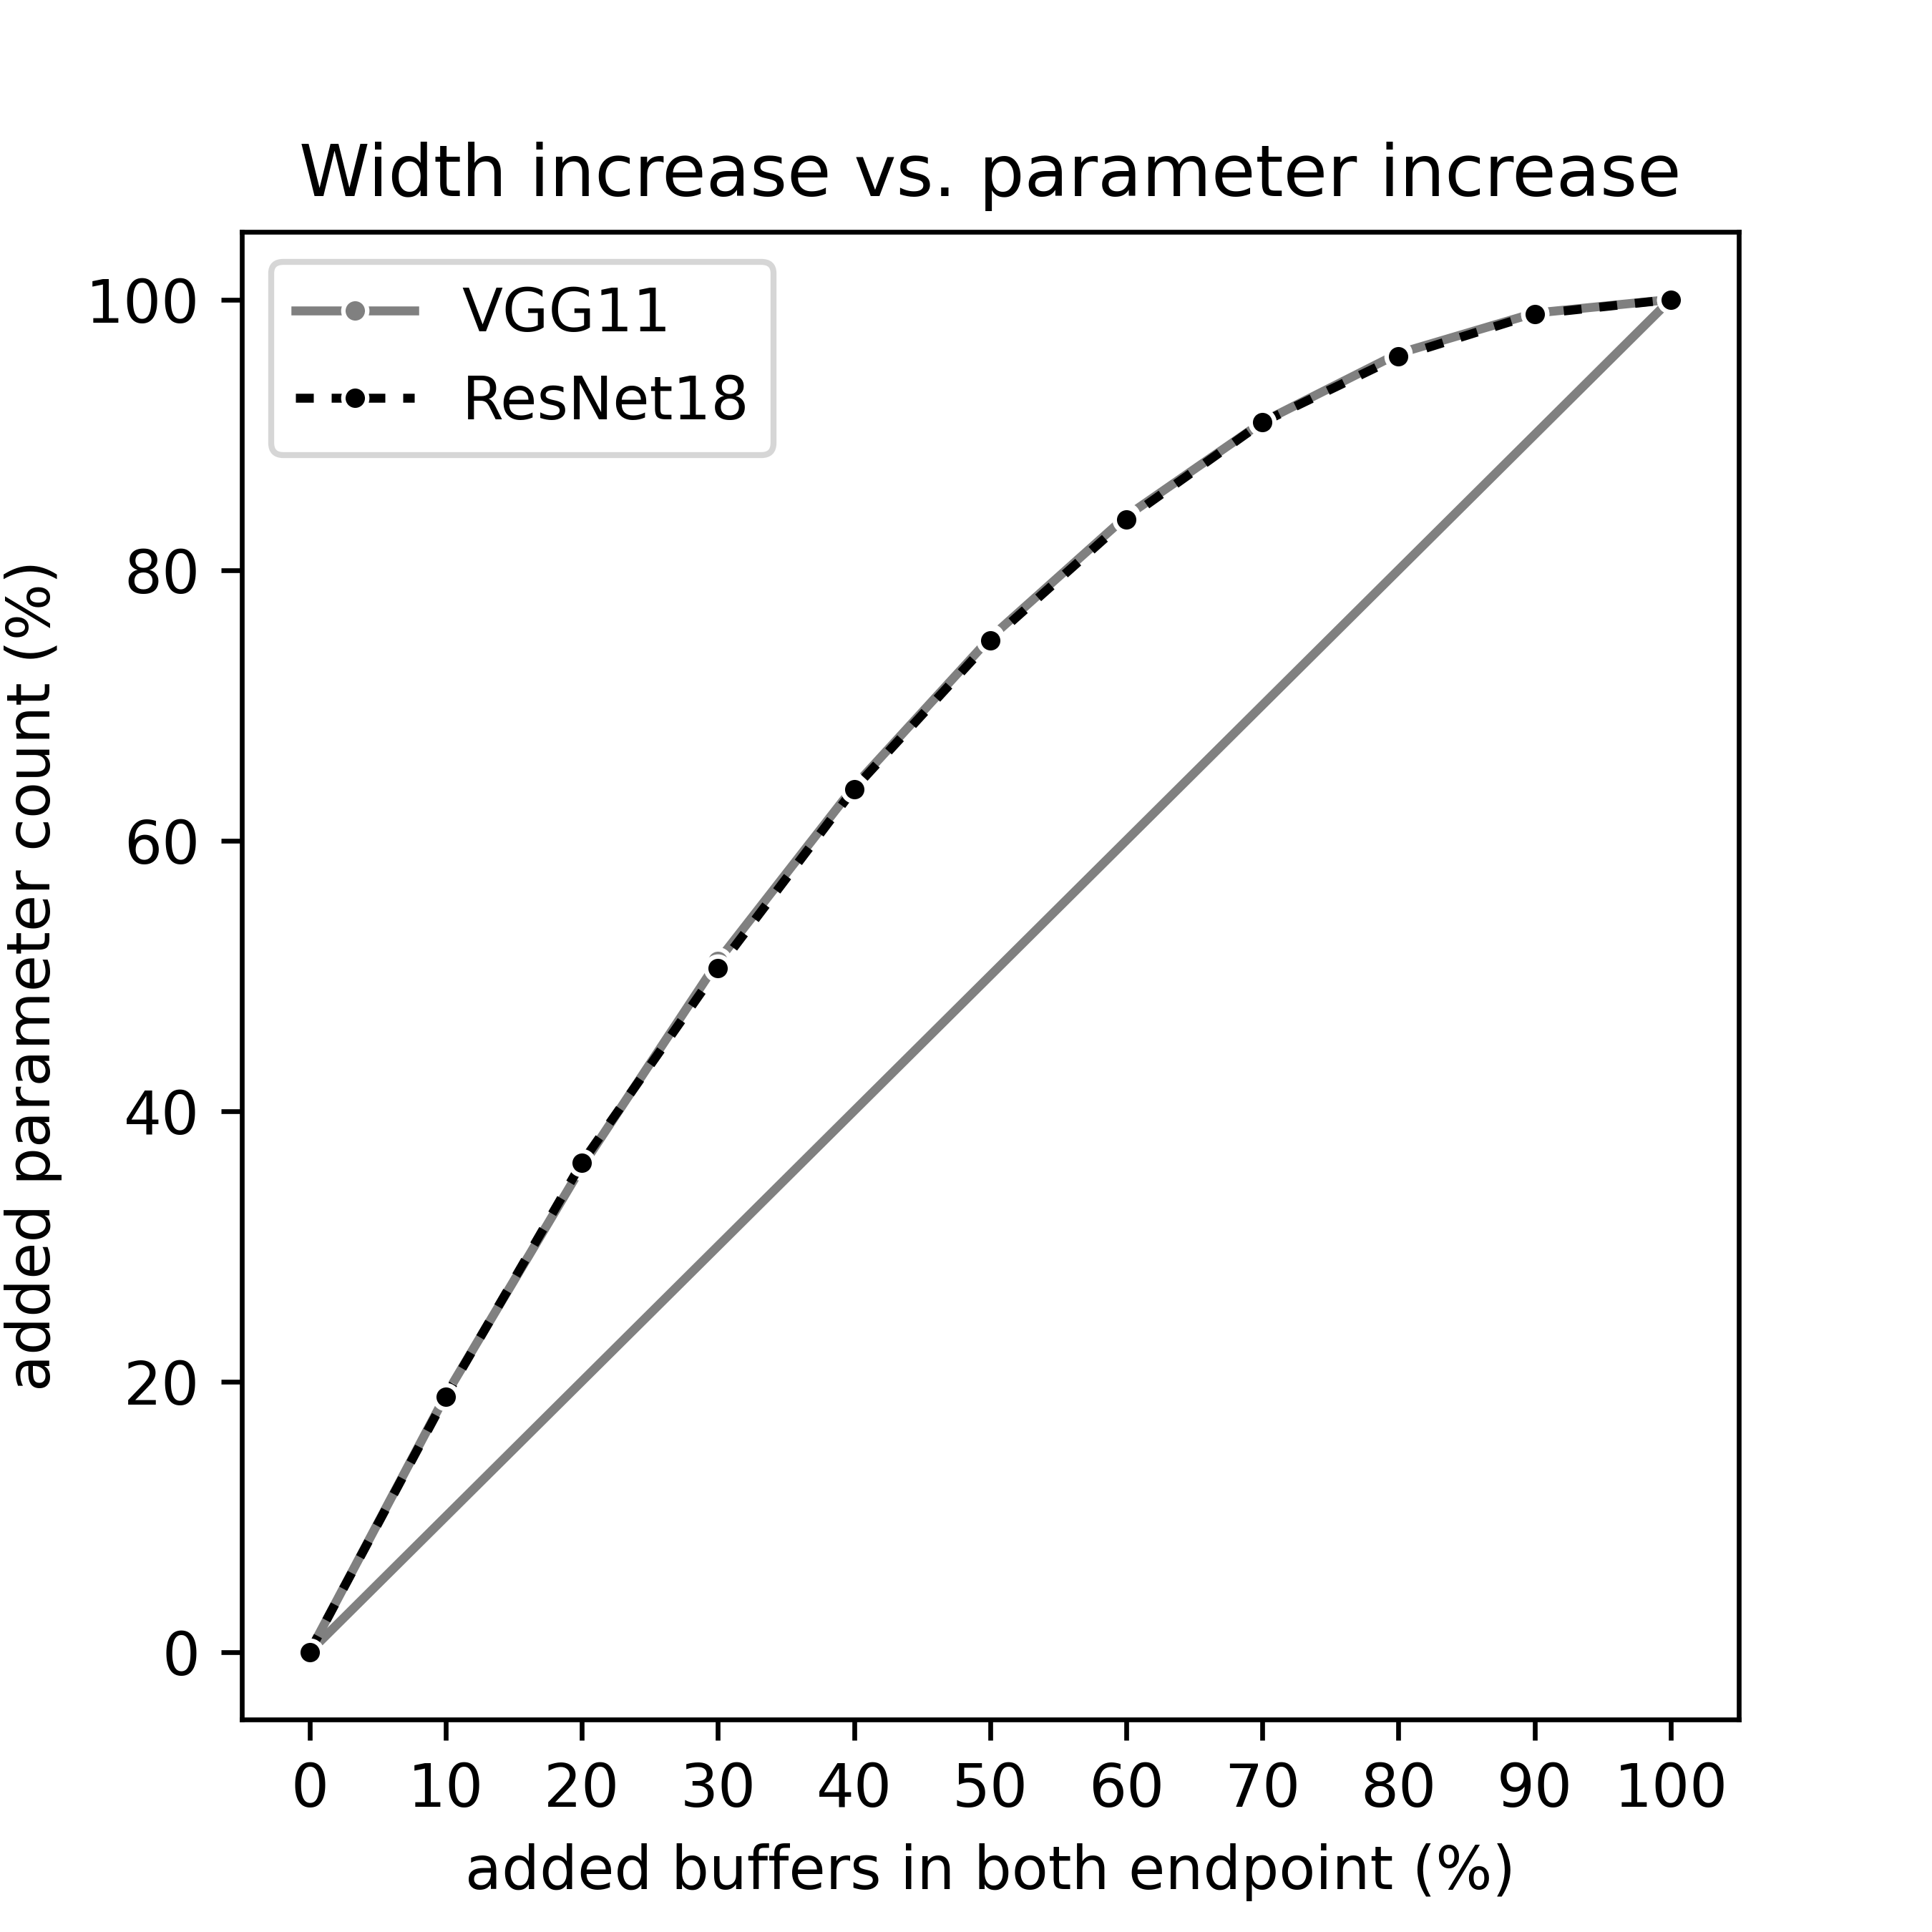 Width increase vs. parameter increase
VGG11
ResNet18
100
80
60
40
20
0
added parameter count (%)
0 10 20 30 40 50 60 70 80 90 100
added buffers in both endpoint (%)